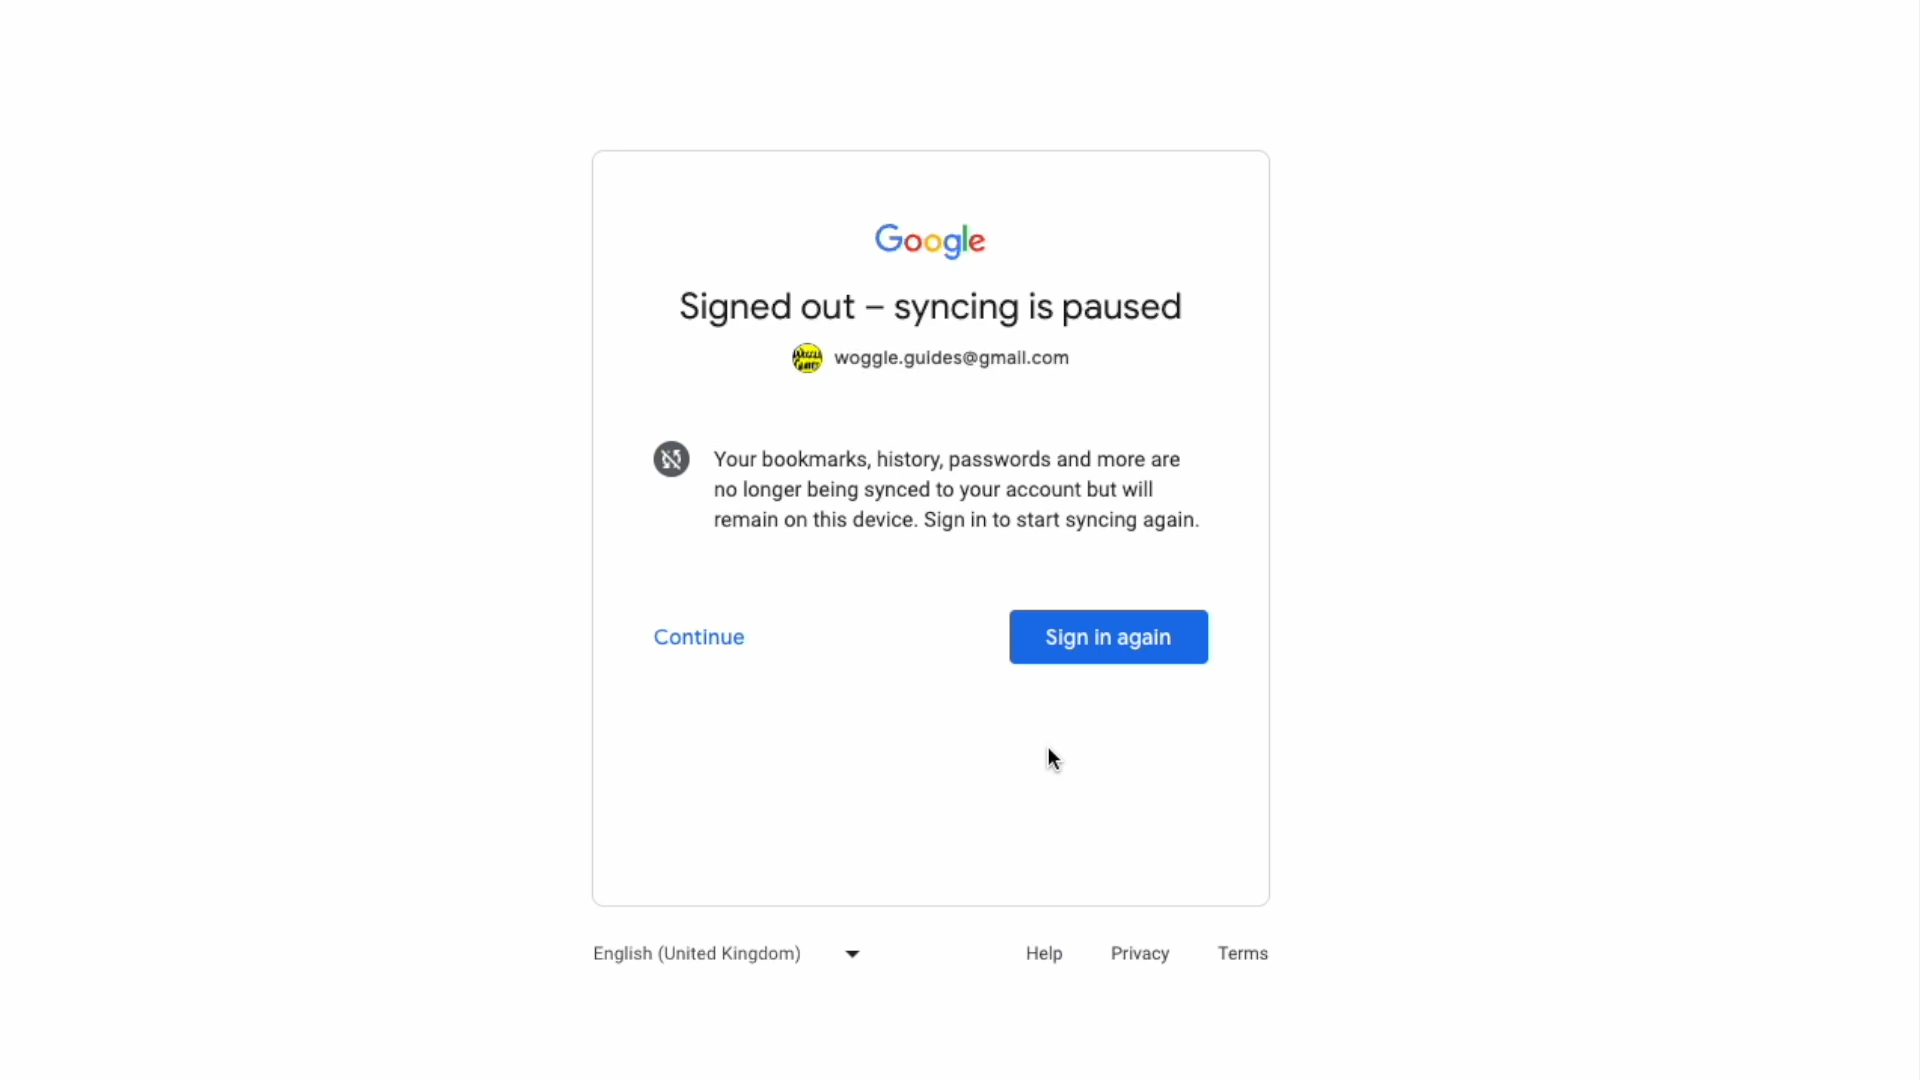 Google
Signed out – syncing is paused
woggle.guides@gmail.com
Your bookmarks, history, passwords and more are
no longer being synced to your account but will
remain on this device. Sign in to start syncing again.
Continue
Sign in again
English (United Kingdom)
Help
Privacy
Terms